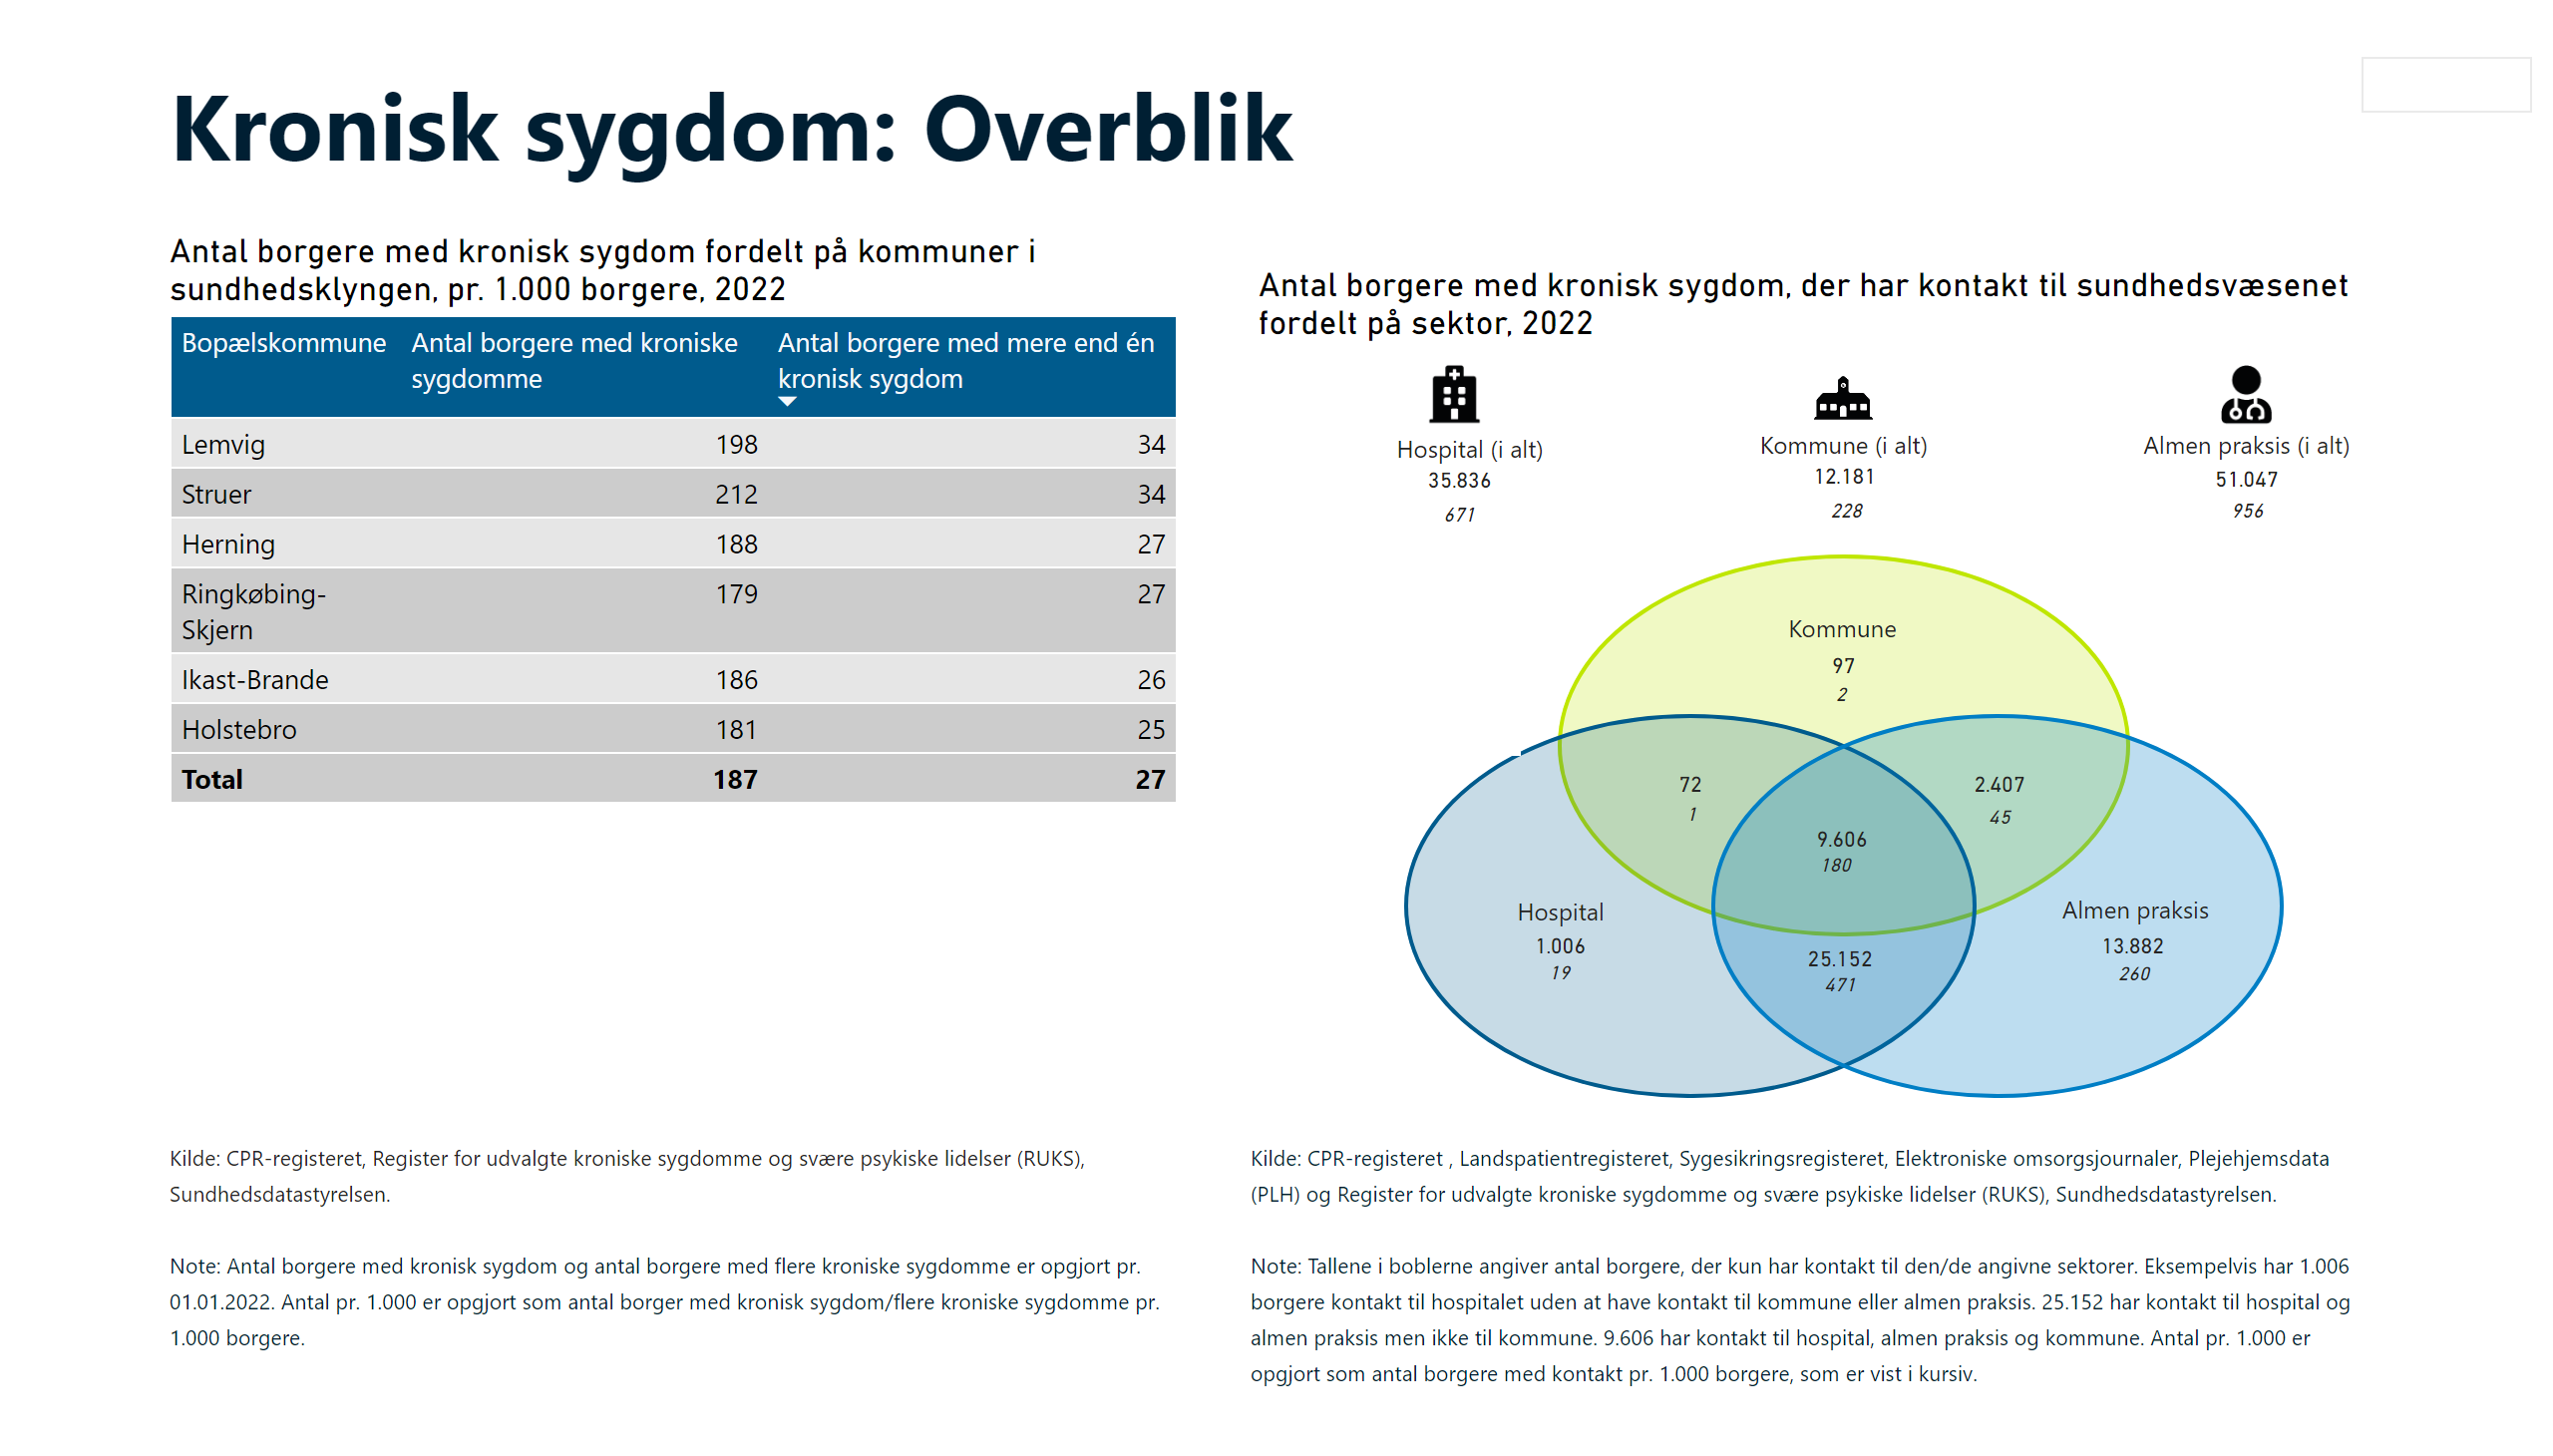 Kronisk sygdom: Overblik
Antal borgere med kronisk sygdom fordelt på kommuner i
sundhedsklyngen, pr. 1.000 borgere, 2022
Bopælskommune Antal borgere med kroniske sygdomme Antal borgere med mere end én kronisk sygdom
Lemvig 198 34
Struer 212 34
Herning 188 27
Ringkøbing-Skjern 179 27
Ikast-Brande 186 26
Holstebro 181 25
Total 187 27
Kilde: CPR-registeret, Register for udvalgte kroniske sygdomme og svære psykiske lidelser (RUKS),
Sundhedsdatastyrelsen.
Note: Antal borgere med kronisk sygdom og antal borgere med flere kroniske sygdomme er opgjort pr.
01.01.2022. Antal pr. 1.000 er opgjort som antal borger med kronisk sygdom/flere kroniske sygdomme pr.
1.000 borgere.
Antal borgere med kronisk sygdom, der har kontakt til sundhedsvæsenet
fordelt på sektor, 2022
Hospital (i alt)
35.836
671
Kommune (i alt)
12.181
228
Almen praksis (i alt)
51.047
956
Kommune
97
2
72
1
2.407
45
9.606
180
Hospital
1.006
19
25.152
471
Almen praksis
13.882
260
Kilde: CPR-registeret , Landspatientregisteret, Sygesikringsregisteret, Elektroniske omsorgsjournaler, Plejehjemsdata
(PLH) og Register for udvalgte kroniske sygdomme og svære psykiske lidelser (RUKS), Sundhedsdatastyrelsen.
Note: Tallene i boblerne angiver antal borgere, der kun har kontakt til den/de angivne sektorer. Eksempelvis har 1.006
borgere kontakt til hospitalet uden at have kontakt til kommune eller almen praksis. 25.152 har kontakt til hospital og
almen praksis men ikke til kommune. 9.606 har kontakt til hospital, almen praksis og kommune. Antal pr. 1.000 er
opgjort som antal borgere med kontakt pr. 1.000 borgere, som er vist i kursiv.